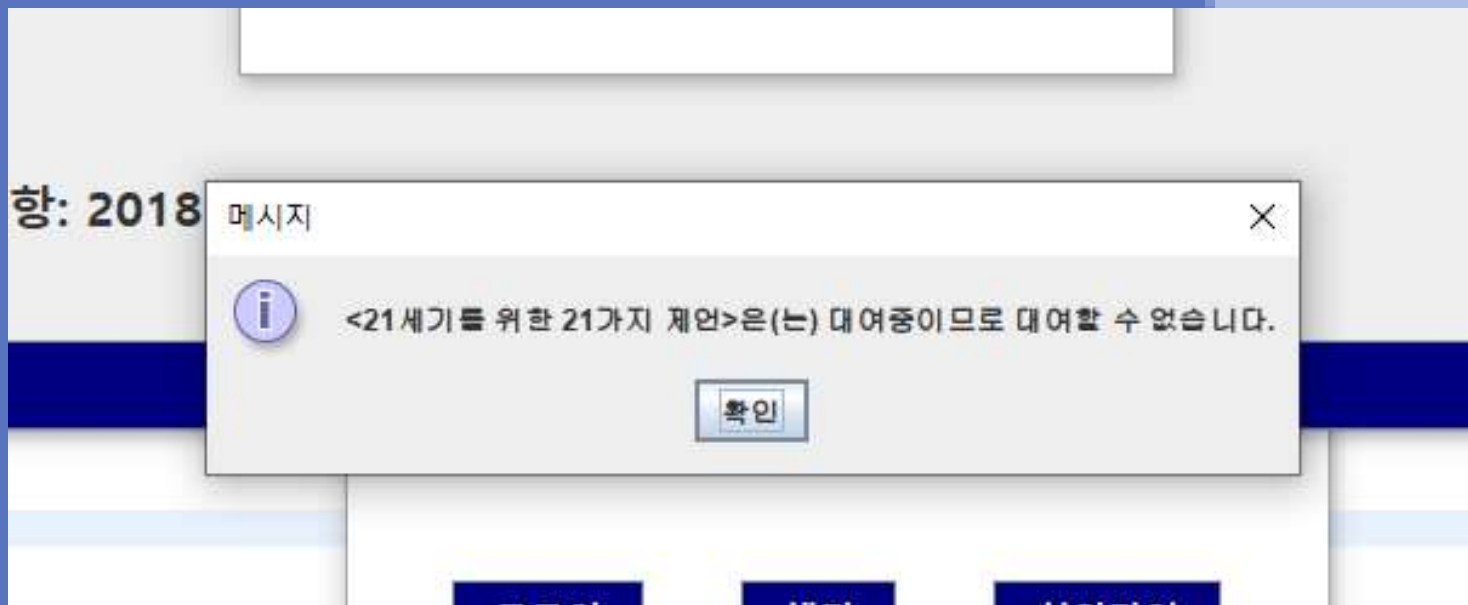 항: 2018
메시지
<21세기를 위한 21가지 제언>은(는) 대여중이므로 대여할 수 없습니다.
확인